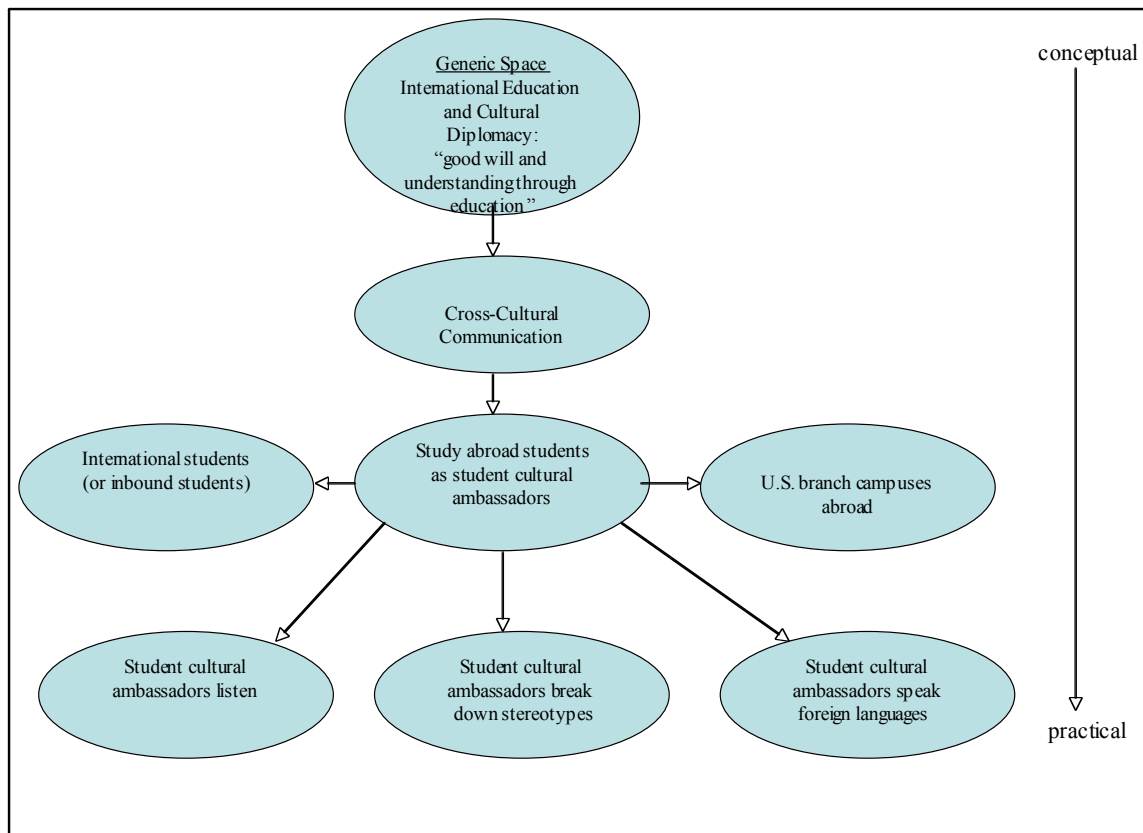 Generic Space
International Education
and Cultural
Diplomacy:
“good will and
understanding through
education”
conceptual
Cross-Cultural
Communication
International students
(or inbound students)
Study abroad students
as student cultural
ambassadors
U.S. branch campuses
abroad
Student cultural
ambassadors listen
Student cultural
ambassadors break
down stereotypes
Student cultural
ambassadors speak
foreign languages
practical